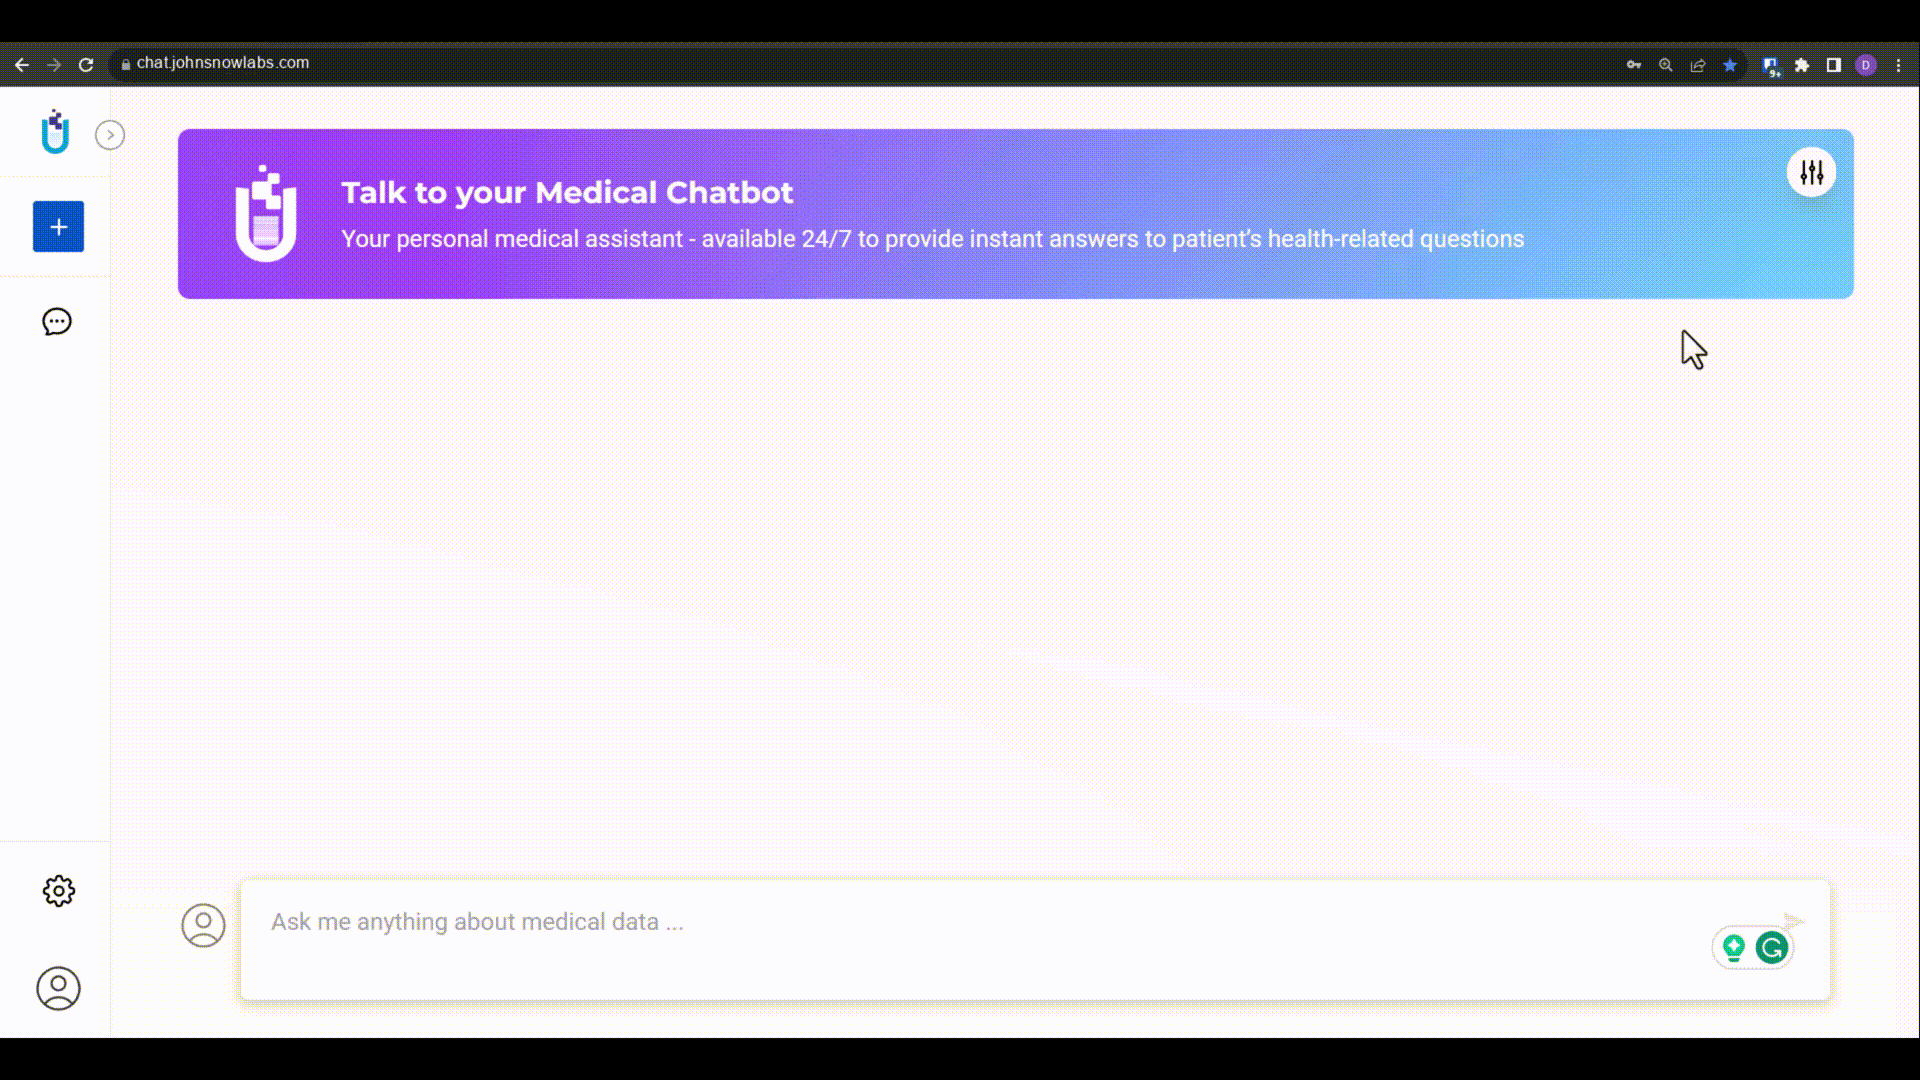 chat.johnsnowlabs.com
9+
D
Talk to your Medical Chatbot
Your personal medical assistant - available 24/7 to provide instant answers to patient's health-related questions
Ask me anything about medical data ...